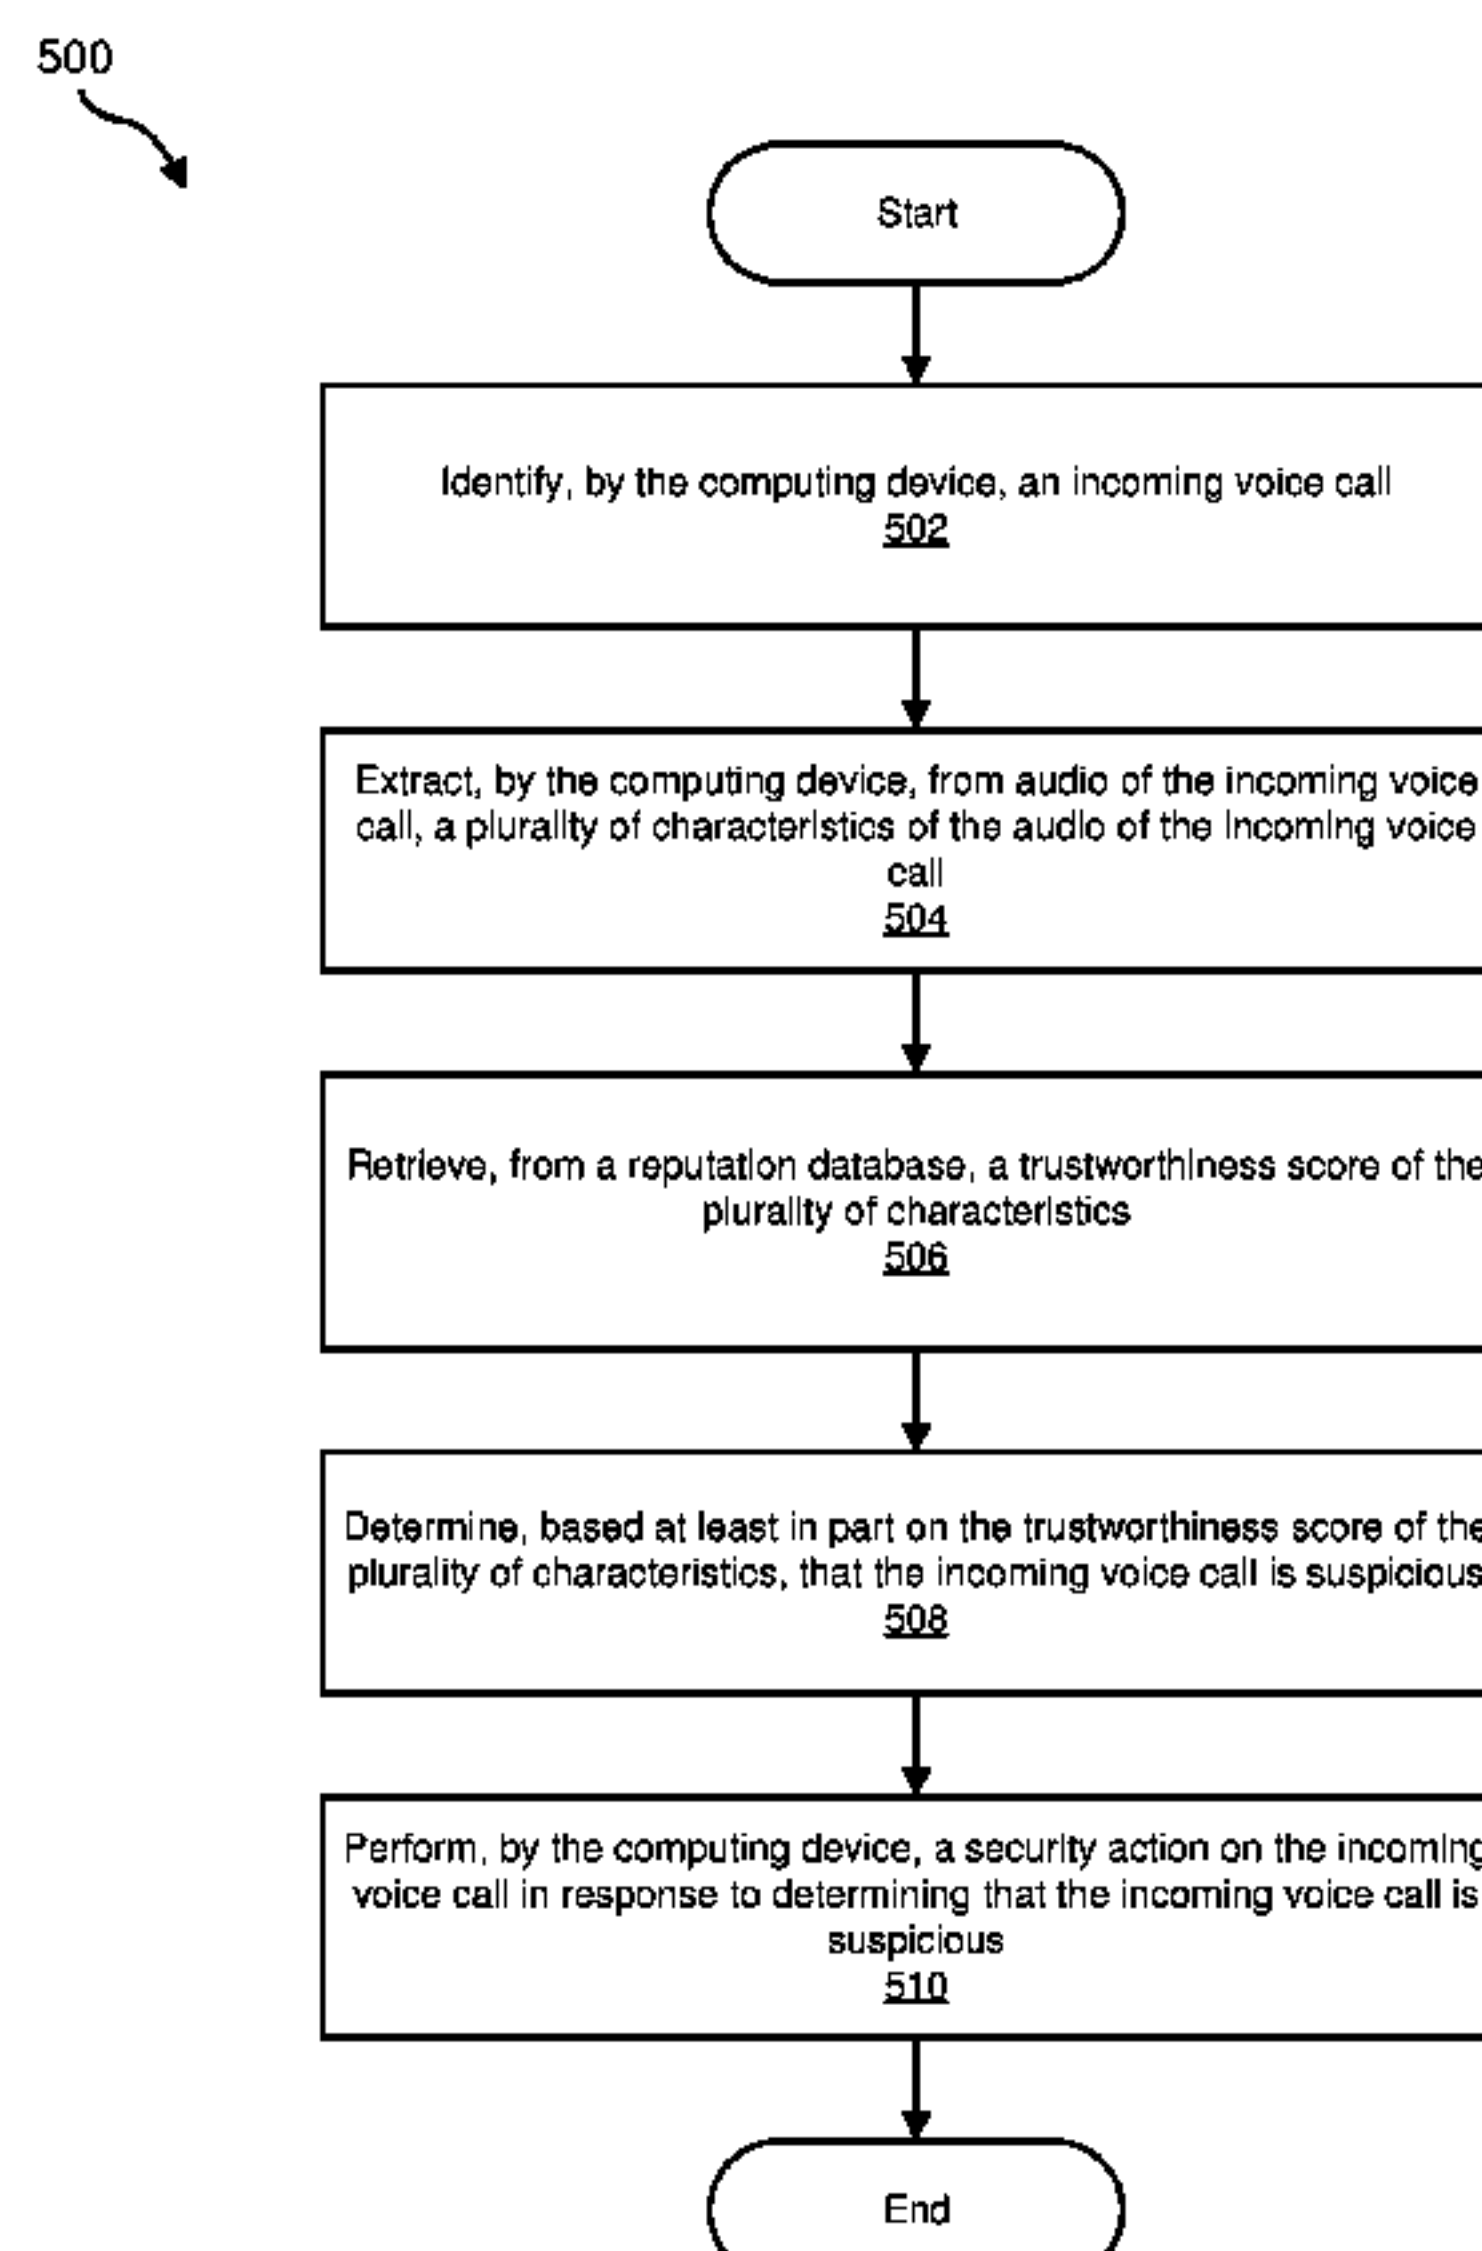 500
Start
Identify, by the computing device, an incoming voice call
502
Extract, by the computing device, from audio of the incoming voice
call, a plurality of characteristics of the audio of the incoming voice
call
504
Retrieve, from a reputation database, a trustworthiness score of the
plurality of characteristics
506
Determine, based at least in part on the trustworthiness score of the
plurality of characteristics, that the incoming voice call is suspicious
508
Perform, by the computing device, a security action on the incoming
voice call in response to determining that the incoming voice call is
suspicious
510
End